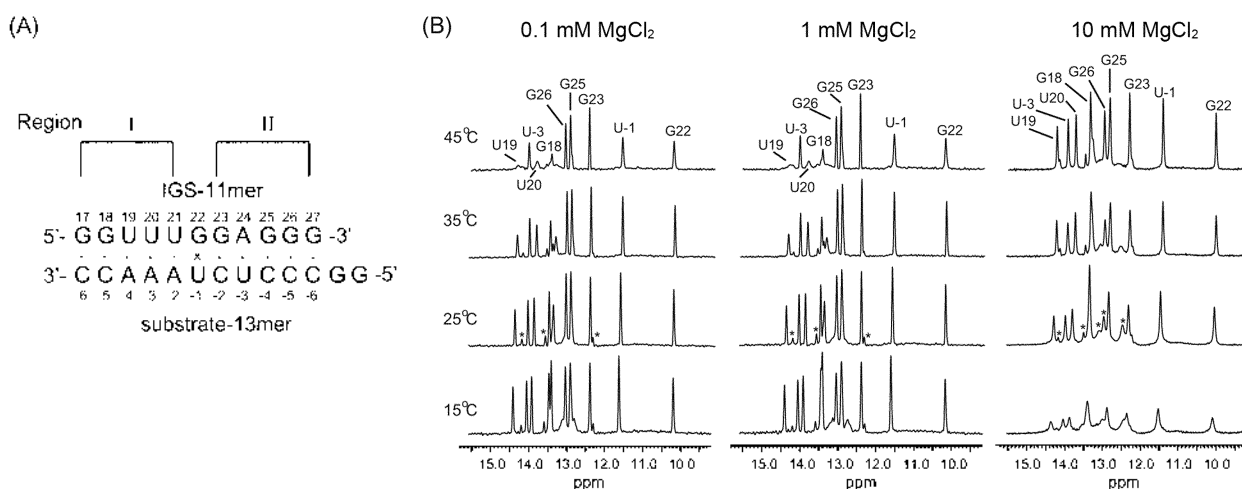 (A)
Region I II
IGS-11mer
17 18 19 20 21 22 23 24 25 26 27
5'- G G U U U G G A G G G -3'
3'- C C A A A U C U C C C G G -5'
6 5 4 3 2 -1 -2 -3 -4 -5 -6
substrate-13mer
(B)
0.1 mM MgCl₂ 1 mM MgCl₂ 10 mM MgCl₂
45°C
U19 U-3 U20 G18 G26 G25 G23 U-1 G22
U19 U-3 U20 G18 G26 G25 G23 U-1 G22
U19 U-3 U20 G18 G26 G25 G23 U-1 G22
35°C
25°C
* * *
* * *
* * * *  *
15°C
15.0 14.0 13.0 12.0 11.0 10.0
15.0 14.0 13.0 12.0 11.0 10.0
15.0 14.0 13.0 12.0 11.0 10.0
ppm ppm ppm